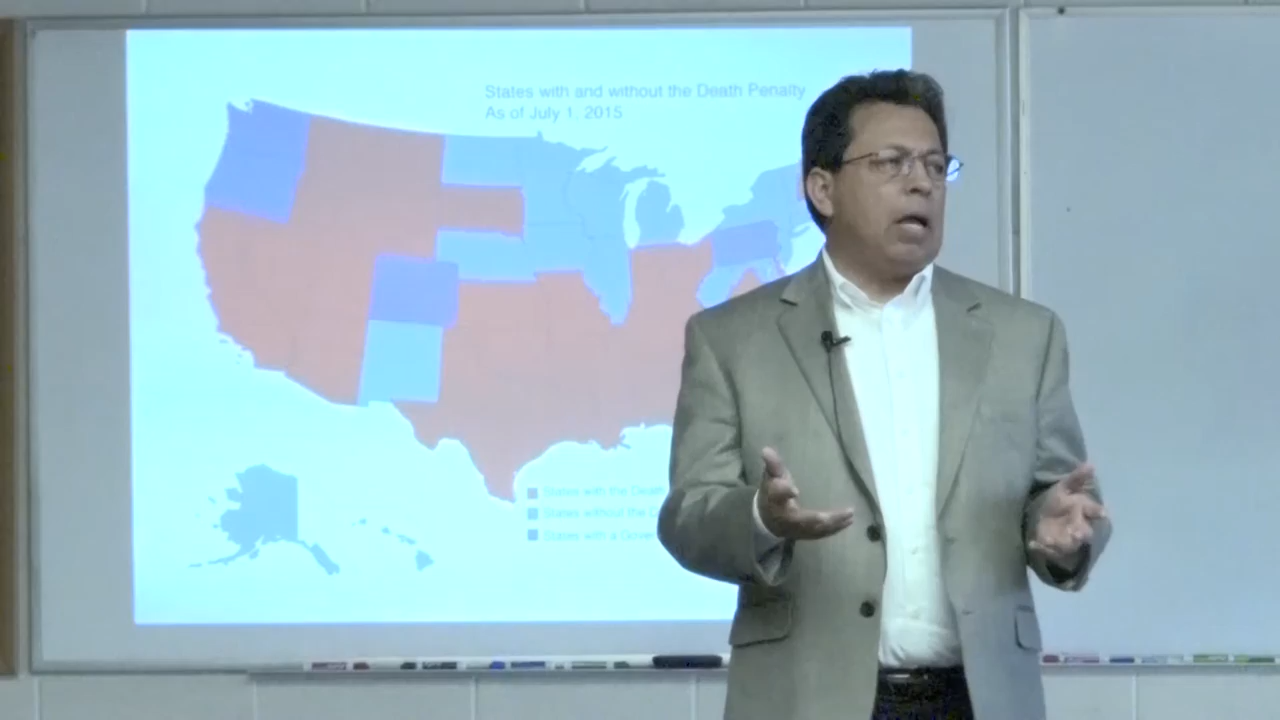 States with and without the Death Penalty
As of July 1, 2015
States with the Death
States without the
States with a Gover